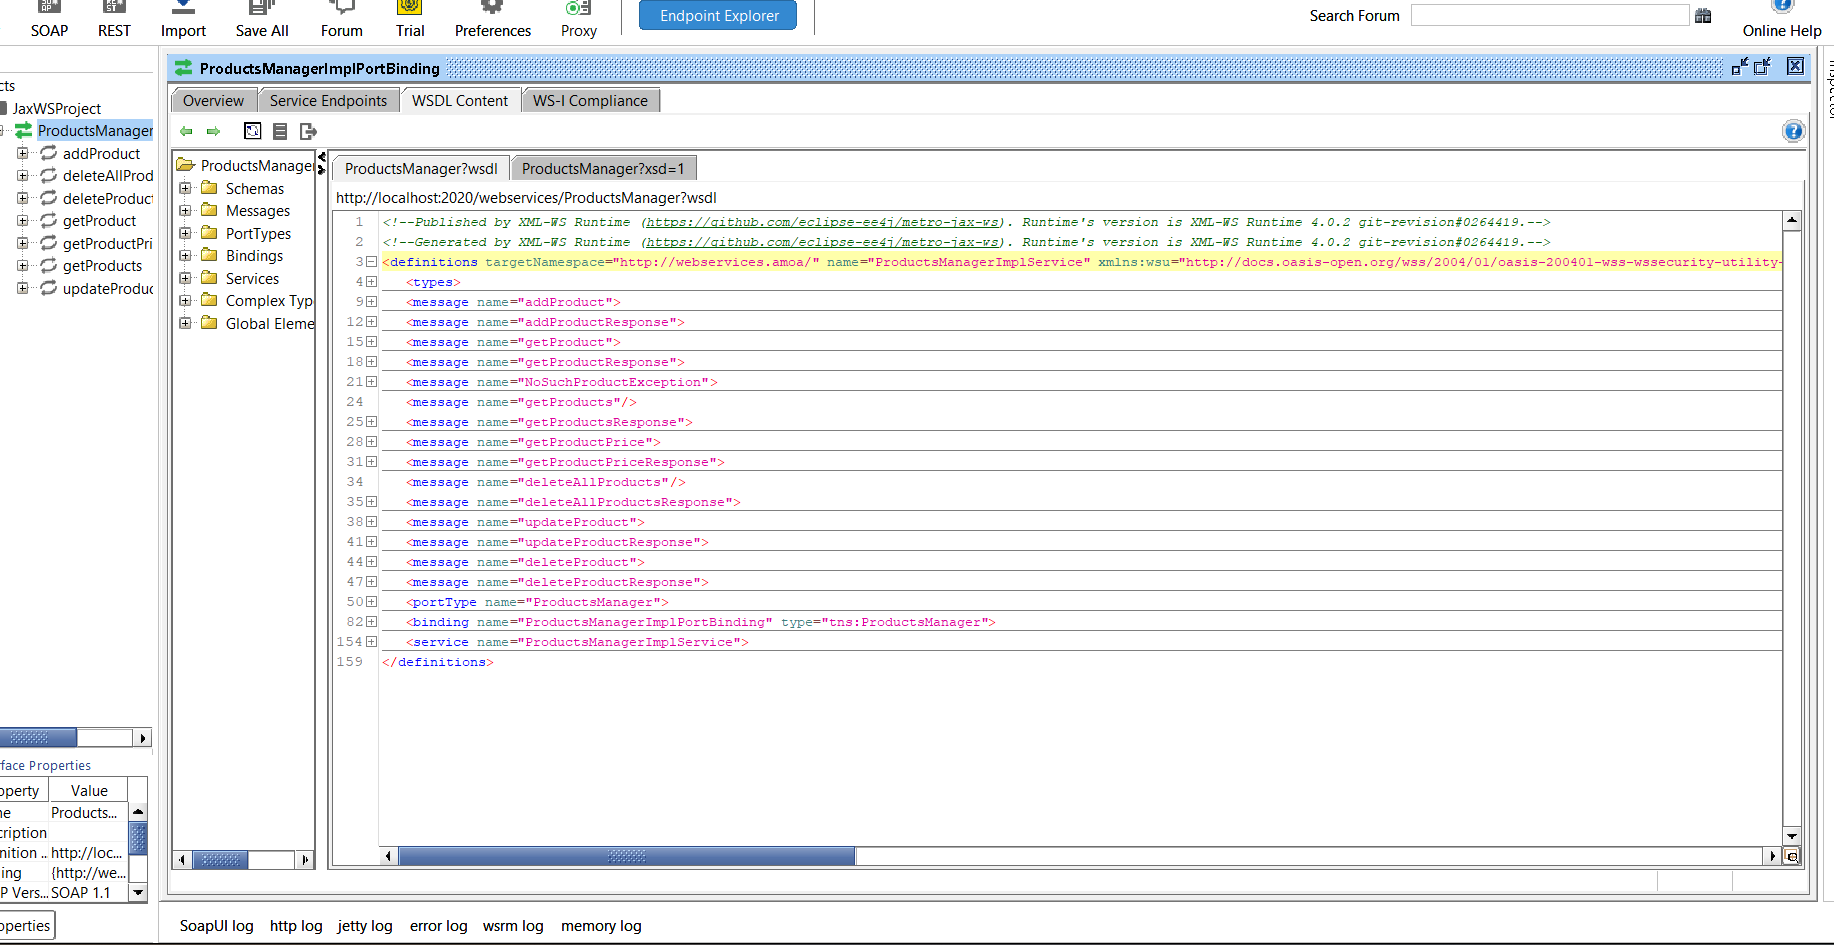 SOAP REST Import Save All Forum Trial Preferences Proxy Endpoint Explorer Search Forum Online Help
cts
JaxWSProject
ProductsManager
addProduct
deleteAllProd
deleteProduct
getProduct
getProductPri
getProducts
updateProduc
face Properties
operty Value
me Products...
cription
nition .. http://loc...
ing {http://we...
P Vers... SOAP 1.1
operties
ProductsManagerImplPortBinding
Overview Service Endpoints WSDL Content WS-I Compliance
ProductsManager
Schemas
Messages
PortTypes
Bindings
Services
Complex Typ
Global Eleme
ProductsManager?wsdl ProductsManager?xsd=1
http://localhost:2020/webservices/ProductsManager?wsdl
1 <!--Published by XML-WS Runtime (https://github.com/eclipse-ee4j/metro-jax-ws). Runtime's version is XML-WS Runtime 4.0.2 git-revision#0264419.-->
2 <!--Generated by XML-WS Runtime (https://github.com/eclipse-ee4j/metro-jax-ws). Runtime's version is XML-WS Runtime 4.0.2 git-revision#0264419.-->
3 <definitions targetNamespace="http://webservices.amoa/" name="ProductsManagerImplService" xmlns:wsu="http://docs.oasis-open.org/wss/2004/01/oasis-200401-wss-wssecurity-utility-
4 <types>
9 <message name="addProduct">
12 <message name="addProductResponse">
15 <message name="getProduct">
18 <message name="getProductResponse">
21 <message name="NoSuchProductException">
24 <message name="getProducts"/>
25 <message name="getProductsResponse">
28 <message name="getProductPrice">
31 <message name="getProductPriceResponse">
34 <message name="deleteAllProducts"/>
35 <message name="deleteAllProductsResponse">
38 <message name="updateProduct">
41 <message name="updateProductResponse">
44 <message name="deleteProduct">
47 <message name="deleteProductResponse">
50 <portType name="ProductsManager">
82 <binding name="ProductsManagerImplPortBinding" type="tns:ProductsManager">
154 <service name="ProductsManagerImplService">
159 </definitions>
SoapUI log http log jetty log error log wsrm log memory log